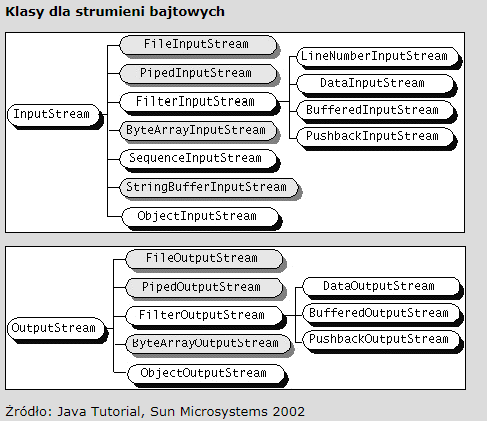 Klasy dla strumieni bajtowych
FileInputStream
PipedInputStream
FilterInputStream
ByteArrayInputStream
SequenceInputStream
StringBufferInputStream
ObjectInputStream
InputStream
LineNumberInputStream
DataInputStream
BufferedInputStream
PushbackInputStream
FileOutputStream
PipedOutputStream
FilterOutputStream
ByteArrayOutputStream
ObjectOutputStream
OutputStream
DataOutputStream
BufferedOutputStream
PushbackOutputStream
Źródło: Java Tutorial, Sun Microsystems 2002